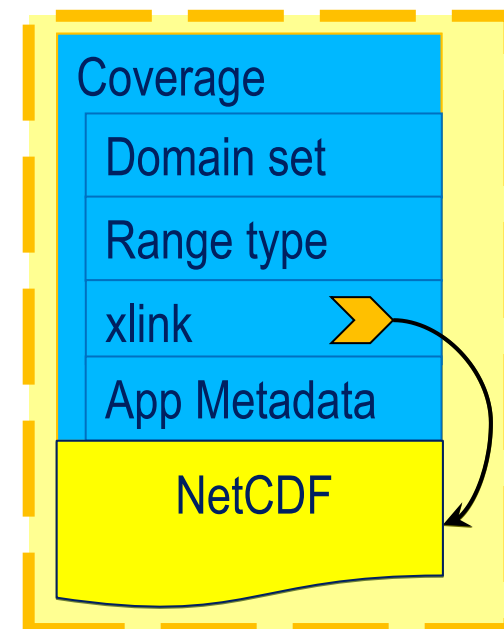 Coverage
Domain set
Range type
xlink
App Metadata
NetCDF